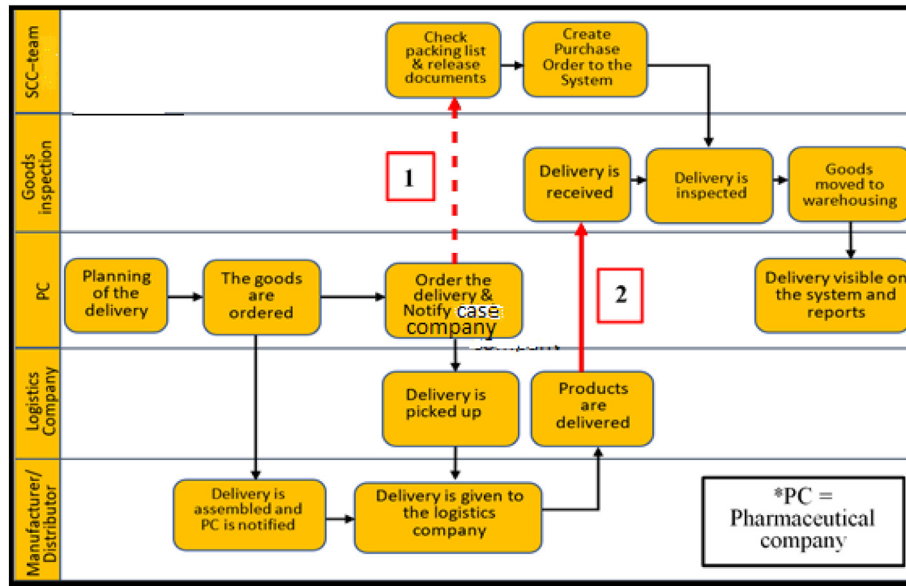 SCC-team
Check
packing list
& release
documents
Create
Purchase
Order to the
System
Goods
inspection
1
Delivery is
received
Delivery is
inspected
Goods
moved to
warehousing
PC
Planning
of the
delivery
The goods
are
ordered
Order the
delivery &
Notify case
company
2
Delivery visible on
the system and
reports
Logistics
Company
Delivery is
picked up
Products
are
delivered
Manufacturer/
Distributor
Delivery is
assembled and
PC is notified
Delivery is given to
the logistics
company
*PC =
Pharmaceutical
company